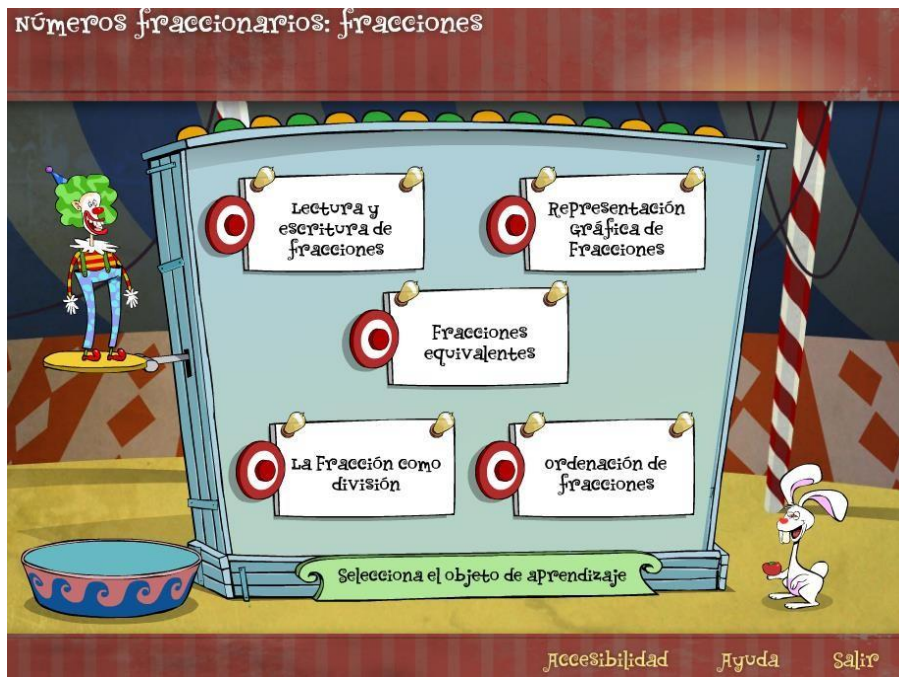 Números fraccionarios: fracciones
Lectura y
escritura de
fracciones
Representación
Gráfica de
Fracciones
Fracciones
equivalentes
La Fracción como
división
ordenación de
fracciones
Selecciona el objeto de aprendizaje
Accesibilidad
Ayuda
Salir